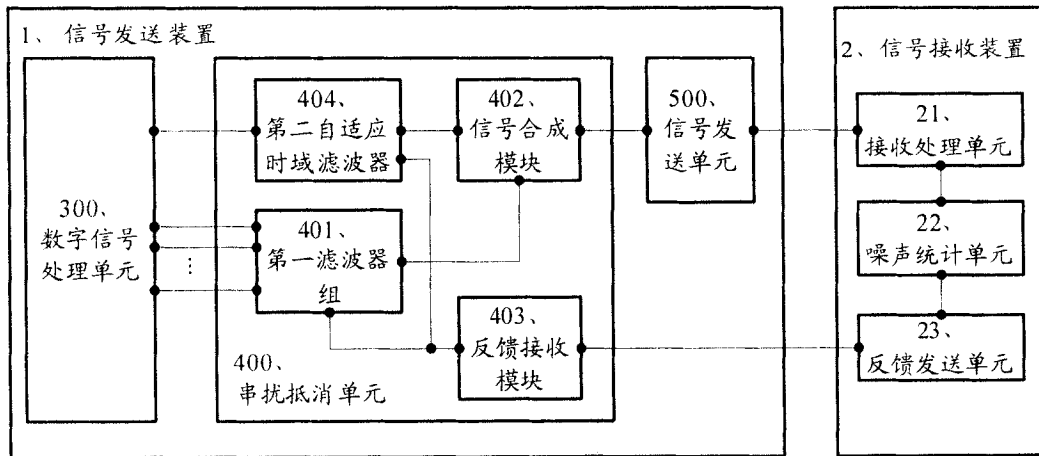 1、信号发送装置
300、
数字信号
处理单元
404、
第二自适应
时域滤波器
402、
信号合成
模块
401、
第一滤波器
组
⋮
403、
反馈接收
模块
400、
串扰抵消单元
500、
信号发
送单元
2、信号接收装置
21、
接收处理单元
22、
噪声统计单元
23、
反馈发送单元